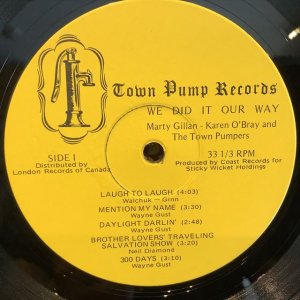 Town Pump Records
WE DID IT OUR WAY
Marty Gillan - Karen O'Bray and
The Town Pumpers
SIDE I
Distributed by
London Records of Canada
33 1/3 RPM
Produced by Coast Records for
Sticky Wicket Holdings
LAUGH TO LAUGH (4:03)
Walchuk - Ginn
MENTION MY NAME (3:30)
Wayne Gust
DAYLIGHT DARLIN' (2:48)
Wayne Gust
BROTHER LOVERS' TRAVELING
SALVATION SHOW (3:20)
Neil Diamond
300 DAYS (3:10)
Wayne Gust